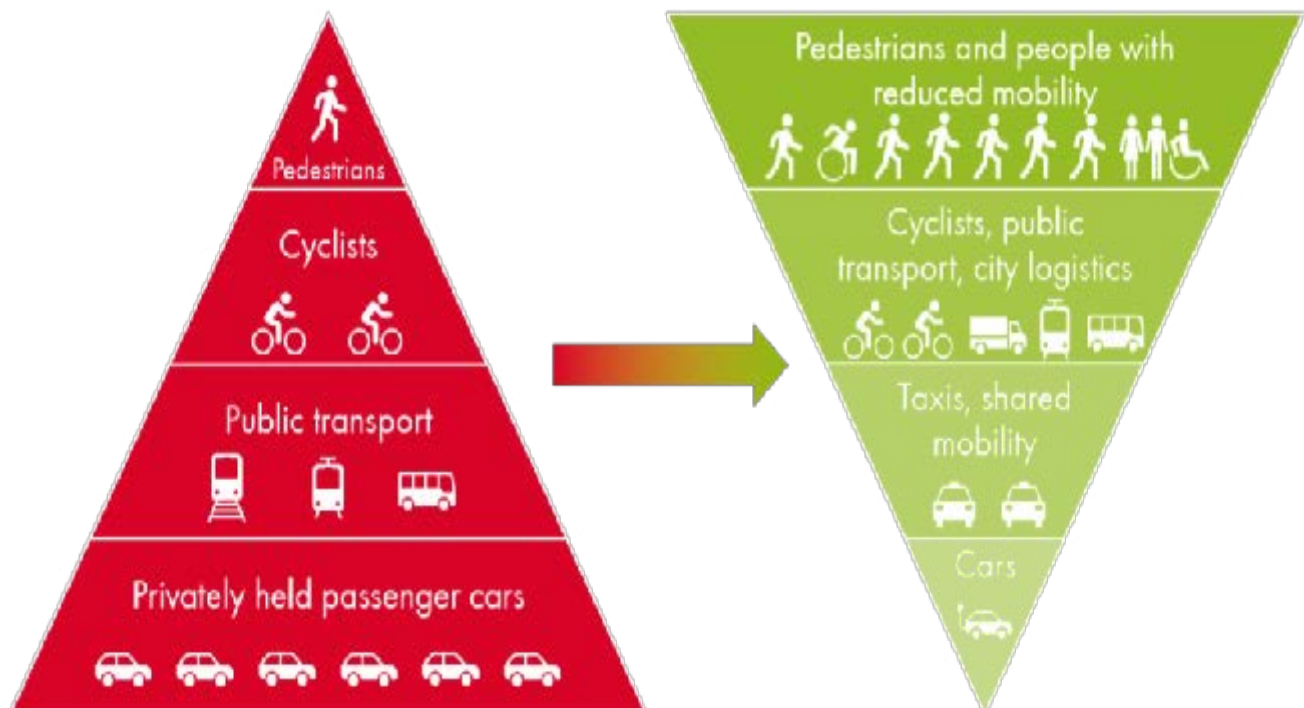 Pedestrians
Cyclists
Public transport
Privately held passenger cars
Pedestrians and people with
reduced mobility
Cyclists, public
transport, city logistics
Taxis, shared
mobility
Cars